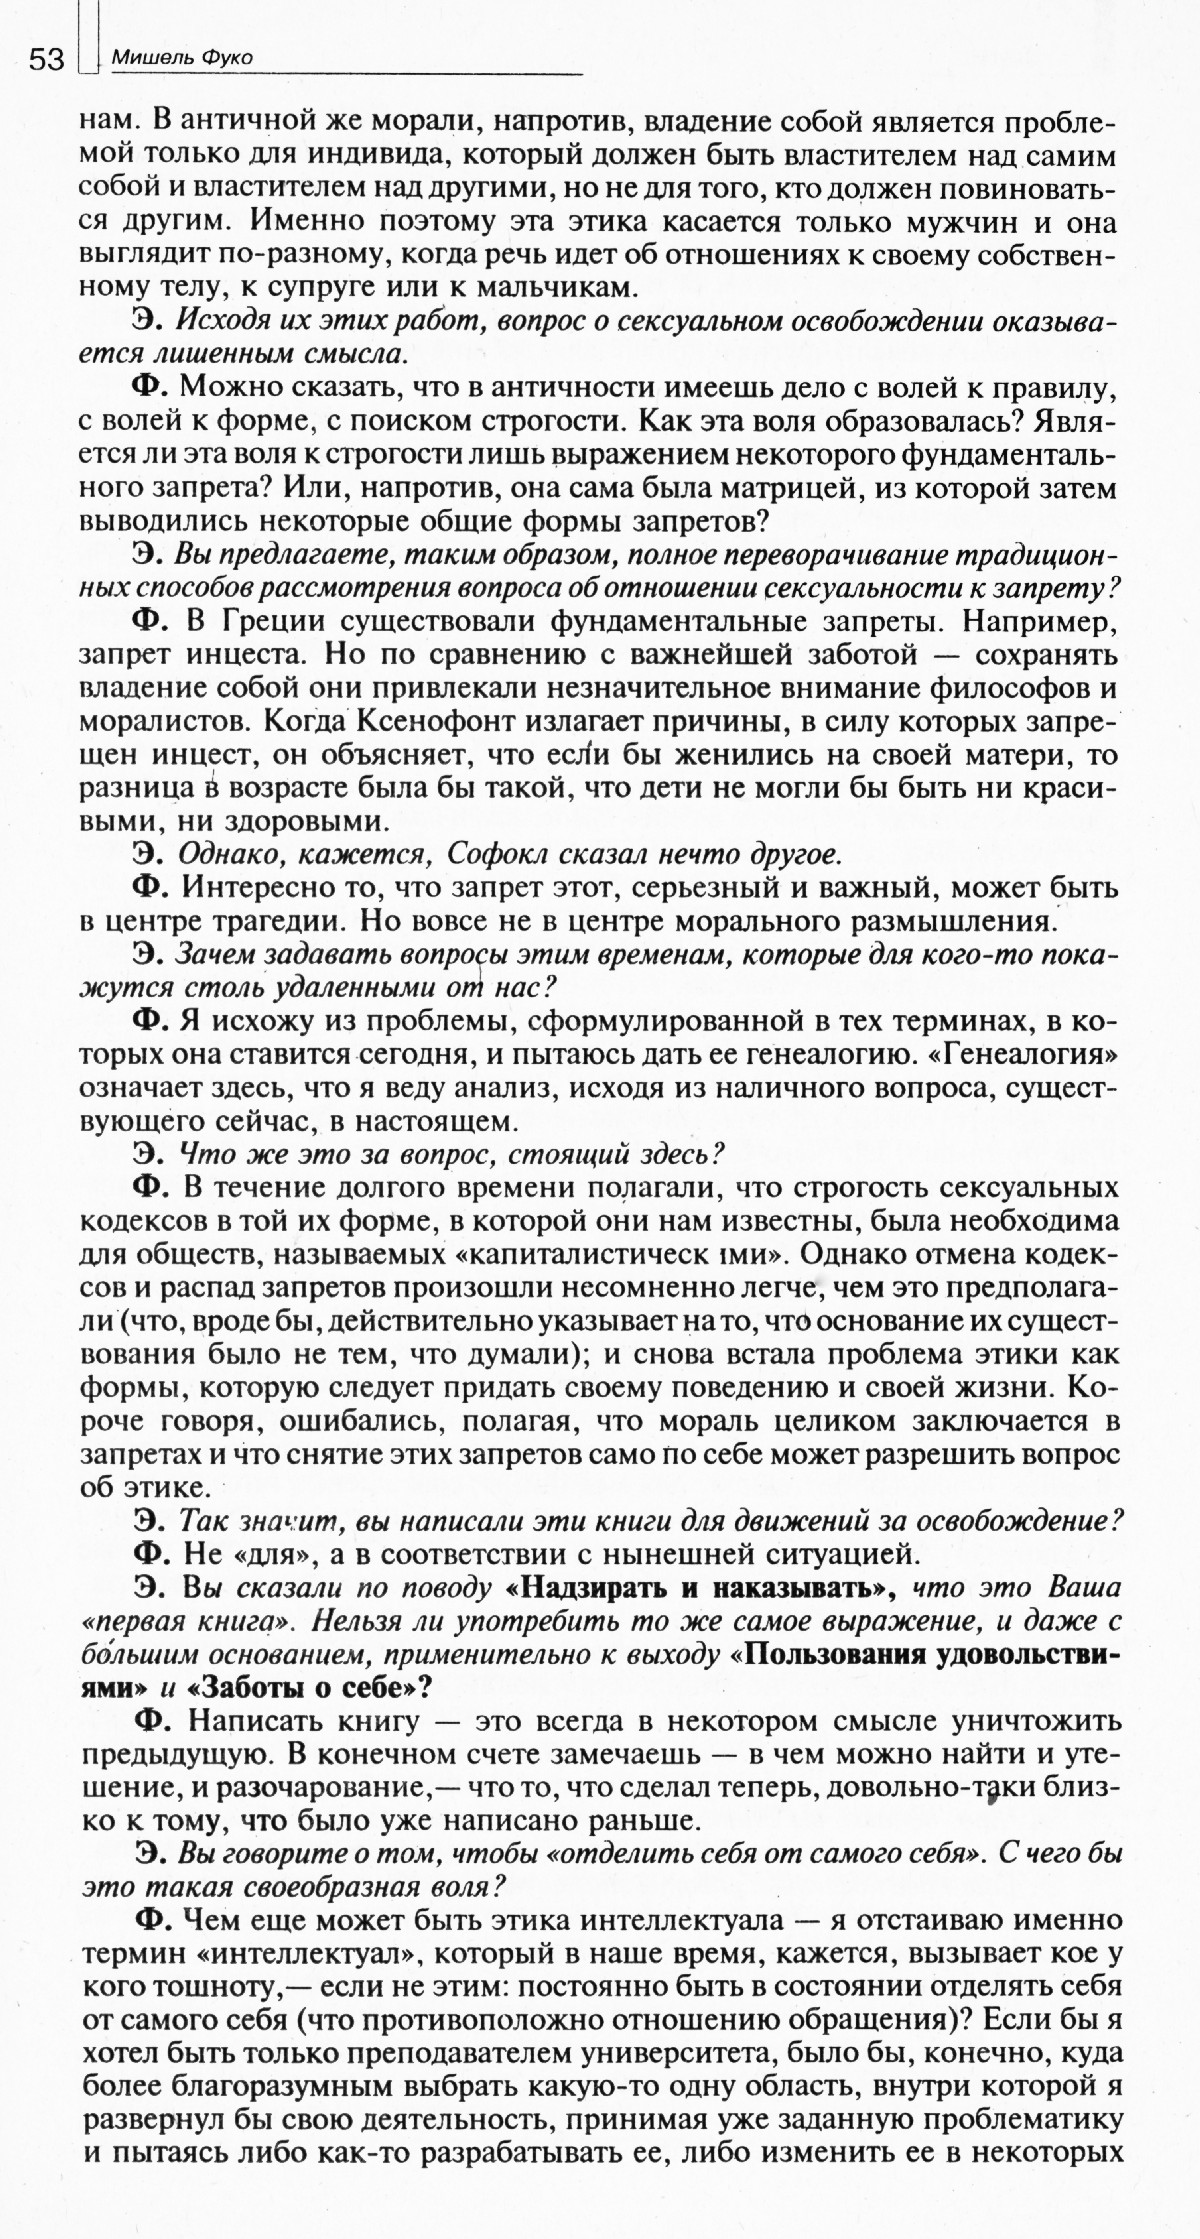 53
Мишель Фуко
нам. В античной же морали, напротив, владение собой является пробле-
мой только для индивида, который должен быть властителем над самим
собой и властителем над другими, но не для того, кто должен повиновать-
ся другим. Именно поэтому эта этика касается только мужчин и она
выглядит по-разному, когда речь идет об отношениях к своему собствен-
ному телу, к супруге или к мальчикам.
Э. Исходя их этих работ, вопрос о сексуальном освобождении оказыва-
ется лишенным смысла.
Ф. Можно сказать, что в античности имеешь дело с волей к правилу,
с волей к форме, с поиском строгости. Как эта воля образовалась? Явля-
ется ли эта воля к строгости лишь выражением некоторого фундаменталь-
ного запрета? Или, напротив, она сама была матрицей, из которой затем
выводились некоторые общие формы запретов?
Э. Вы предлагаете, таким образом, полное переворачивание традицион-
ных способов рассмотрения вопроса об отношении сексуальности к запрету?
Ф. В Греции существовали фундаментальные запреты. Например,
запрет инцеста. Но по сравнению с важнейшей заботой — сохранять
владение собой они привлекали незначительное внимание философов и
моралистов. Когда Ксенофонт излагает причины, в силу которых запре-
щен инцест, он объясняет, что если бы женились на своей матери, то
разница в возрасте была бы такой, что дети не могли бы быть ни краси-
выми, ни здоровыми.
Э. Однако, кажется, Софокл сказал нечто другое.
Ф. Интересно то, что запрет этот, серьезный и важный, может быть
в центре трагедии. Но вовсе не в центре морального размышления.
Э. Зачем задавать вопросы этим временам, которые для кого-то пока-
жутся столь удаленными от нас?
Ф. Я исхожу из проблемы, сформулированной в тех терминах, в ко-
торых она ставится сегодня, и пытаюсь дать ее генеалогию. «Генеалогия»
означает здесь, что я веду анализ, исходя из наличного вопроса, сущест-
вующего сейчас, в настоящем.
Э. Что же это за вопрос, стоящий здесь?
Ф. В течение долгого времени полагали, что строгость сексуальных
кодексов в той их форме, в которой они нам известны, была необходима
для обществ, называемых «капиталистическими». Однако отмена кодек-
сов и распад запретов произошли несомненно легче, чем это предполага-
ли (что, вроде бы, действительно указывает на то, что основание их сущест-
вования было не тем, что думали); и снова встала проблема этики как
формы, которую следует придать своему поведению и своей жизни. Ко-
роче говоря, ошибались, полагая, что мораль целиком заключается в
запретах и что снятие этих запретов само по себе может разрешить вопрос
об этике.
Э. Так значит, вы написали эти книги для движений за освобождение?
Ф. Не «для», а в соответствии с нынешней ситуацией.
Э. Вы сказали по поводу «Надзирать и наказывать», что это Ваша
«первая книга». Нельзя ли употребить то же самое выражение, и даже с
бо́льшим основанием, применительно к выходу «Пользования удовольстви-
ями» и «Заботы о себе»?
Ф. Написать книгу — это всегда в некотором смысле уничтожить
предыдущую. В конечном счете замечаешь — в чем можно найти и уте-
шение, и разочарование,— что то, что сделал теперь, довольно-таки близ-
ко к тому, что было уже написано раньше.
Э. Вы говорите о том, чтобы «отделить себя от самого себя». С чего бы
это такая своеобразная воля?
Ф. Чем еще может быть этика интеллектуала — я отстаиваю именно
термин «интеллектуал», который в наше время, кажется, вызывает кое у
кого тошноту,— если не этим: постоянно быть в состоянии отделять себя
от самого себя (что противоположно отношению обращения)? Если бы я
хотел быть только преподавателем университета, было бы, конечно, куда
более благоразумным выбрать какую-то одну область, внутри которой я
развернул бы свою деятельность, принимая уже заданную проблематику
и пытаясь либо как-то разрабатывать ее, либо изменить ее в некоторых